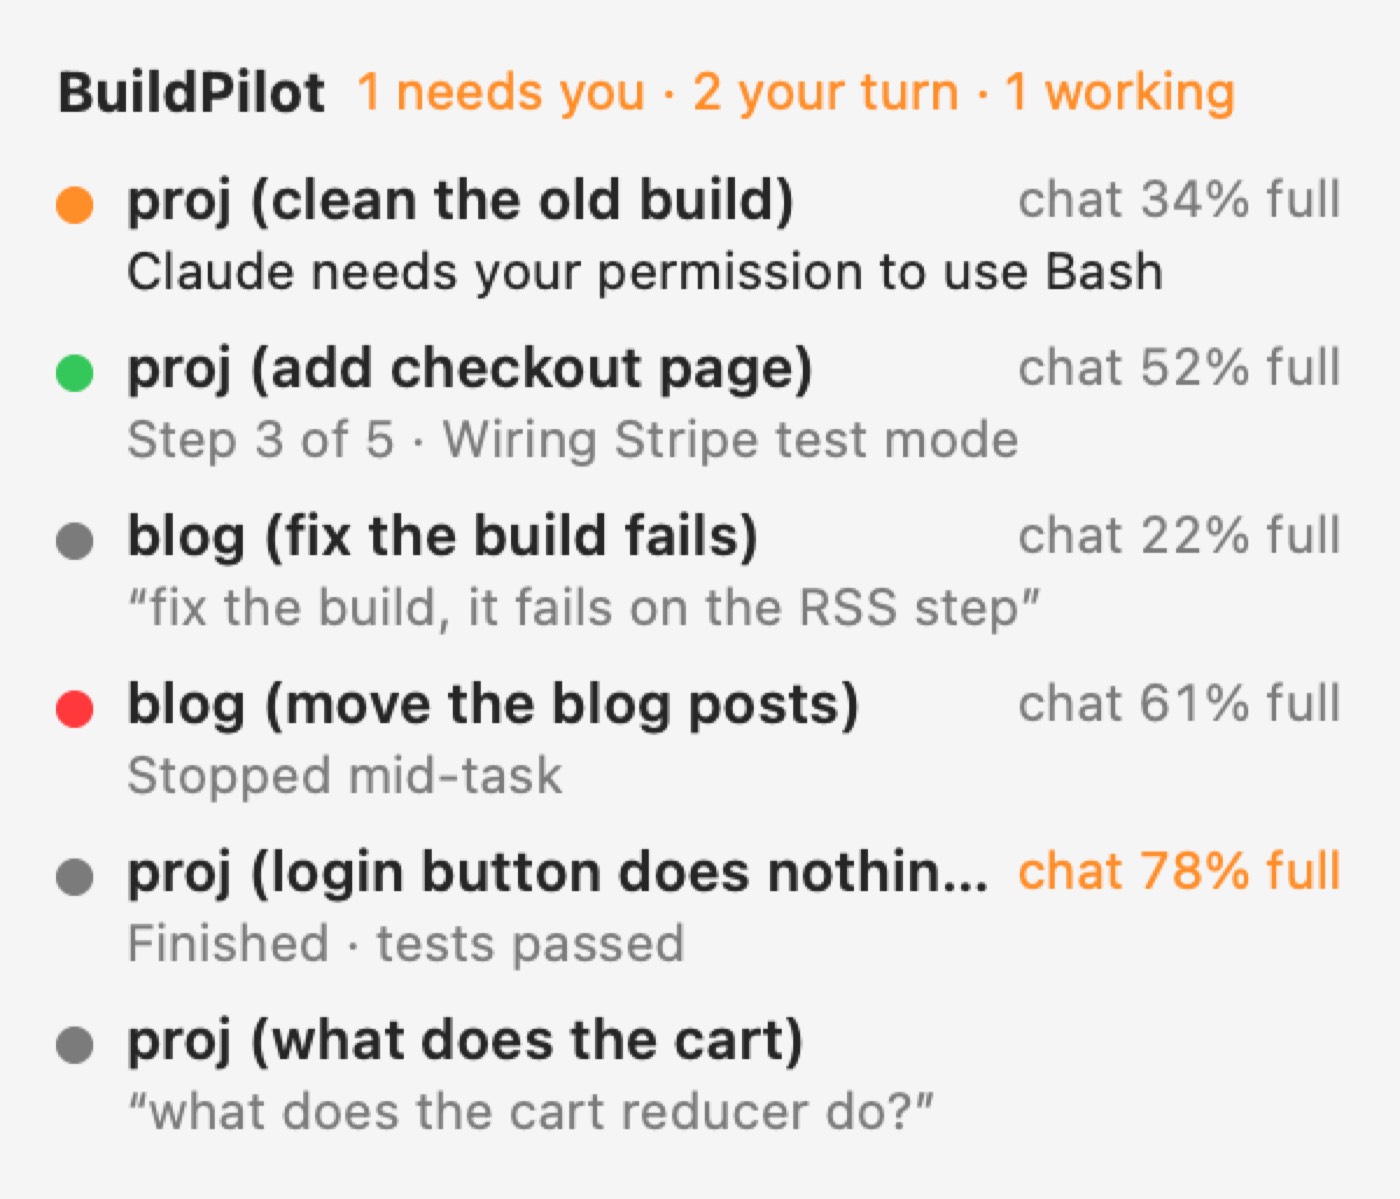 BuildPilot 1 needs you · 2 your turn · 1 working
proj (clean the old build) chat 34% full
Claude needs your permission to use Bash
proj (add checkout page) chat 52% full
Step 3 of 5 · Wiring Stripe test mode
blog (fix the build fails) chat 22% full
“fix the build, it fails on the RSS step”
blog (move the blog posts) chat 61% full
Stopped mid-task
proj (login button does nothin... chat 78% full
Finished · tests passed
proj (what does the cart)
“what does the cart reducer do?”